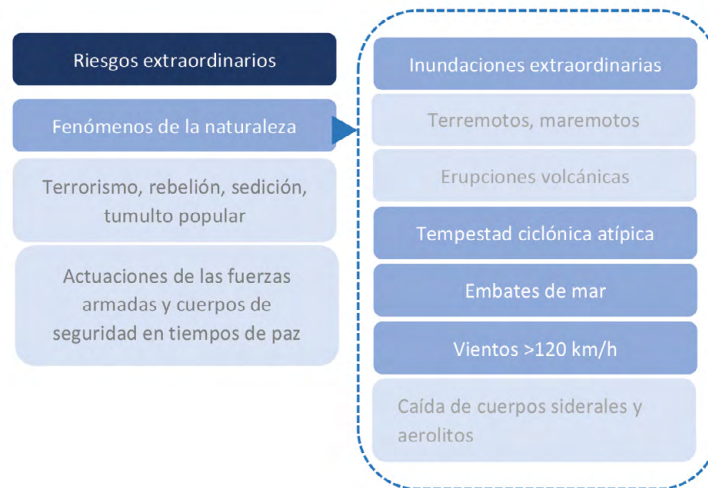 Riesgos extraordinarios
Fenómenos de la naturaleza
Terrorismo, rebelión, sedición,
tumulto popular
Actuaciones de las fuerzas
armadas y cuerpos de
seguridad en tiempos de paz
Inundaciones extraordinarias
Terremotos, maremotos
Erupciones volcánicas
Tempestad ciclónica atípica
Embates de mar
Vientos >120 km/h
Caída de cuerpos siderales y
aerolitos